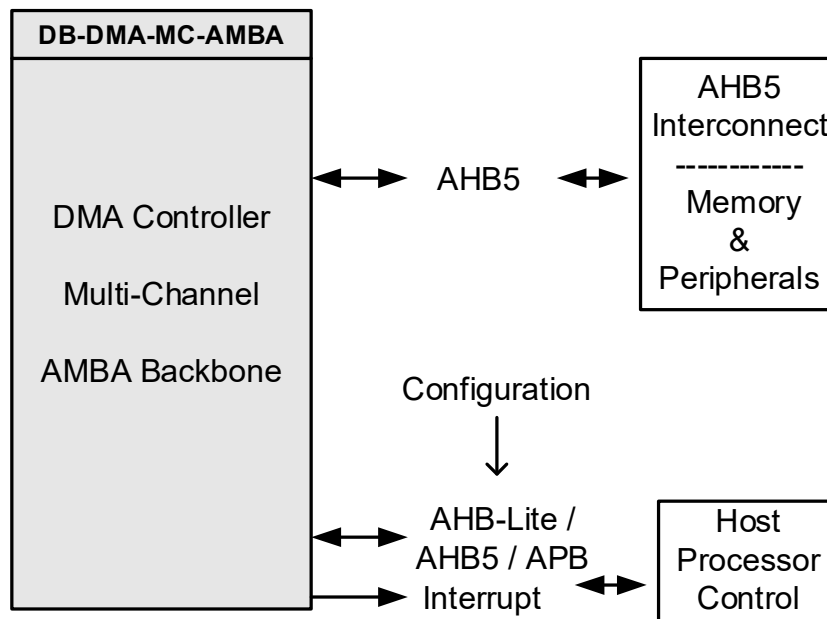 DB-DMA-MC-AMBA
DMA Controller
Multi-Channel
AMBA Backbone
AHB5
AHB5
Interconnect
------------
Memory
&
Peripherals
Configuration
AHB-Lite /
AHB5 / APB
Interrupt
Host
Processor
Control